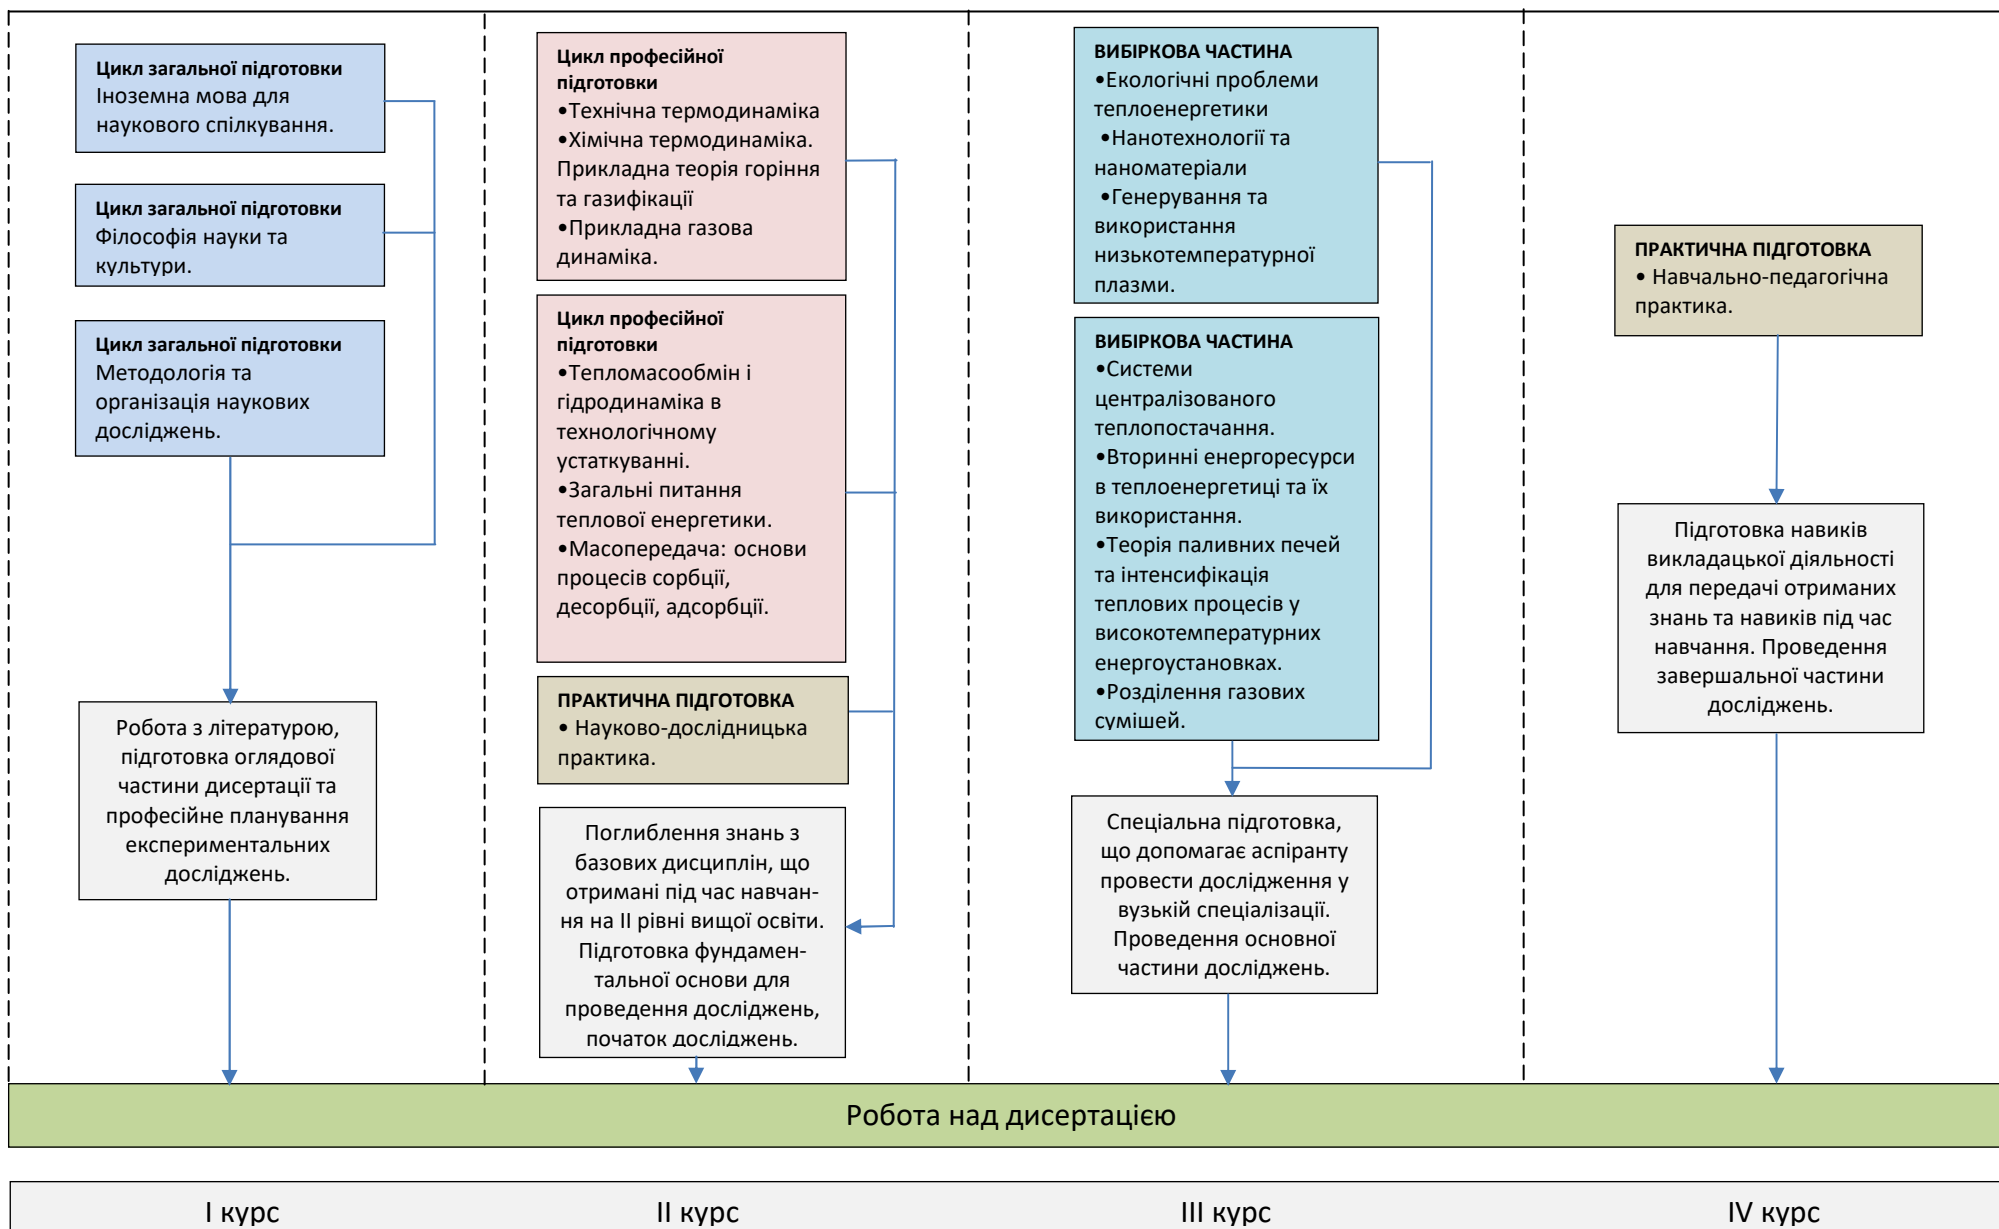 Цикл загальної підготовки
Іноземна мова для
наукового спілкування.
Цикл загальної підготовки
Філософія науки та
культури.
Цикл загальної підготовки
Методологія та
організація наукових
досліджень.
Робота з літературою,
підготовка оглядової
частини дисертації та
професійне планування
експериментальних
досліджень.
Цикл професійної
підготовки
•Технічна термодинаміка
•Хімічна термодинаміка.
Прикладна теорія горіння
та газифікації
•Прикладна газова
динаміка.
Цикл професійної
підготовки
•Тепломасообмін і
гідродинаміка в
технологічному
устаткуванні.
•Загальні питання
теплової енергетики.
•Масопередача: основи
процесів сорбції,
десорбції, адсорбції.
ПРАКТИЧНА ПІДГОТОВКА
• Науково-дослідницька
практика.
Поглиблення знань з
базових дисциплін, що
отримані під час навчан-
ня на ІІ рівні вищої освіти.
Підготовка фундамен-
тальної основи для
проведення досліджень,
початок досліджень.
ВИБІРКОВА ЧАСТИНА
•Екологічні проблеми
теплоенергетики
•Нанотехнології та
наноматеріали
•Генерування та
використання
низькотемпературної
плазми.
ВИБІРКОВА ЧАСТИНА
•Системи
централізованого
теплопостачання.
•Вторинні енергоресурси
в теплоенергетиці та їх
використання.
•Теорія паливних печей
та інтенсифікація
теплових процесів у
високотемпературних
енергоустановках.
•Розділення газових
сумішей.
Спеціальна підготовка,
що допомагає аспіранту
провести дослідження у
вузькій спеціалізації.
Проведення основної
частини досліджень.
ПРАКТИЧНА ПІДГОТОВКА
• Навчально-педагогічна
практика.
Підготовка навиків
викладацької діяльності
для передачі отриманих
знань та навиків під час
навчання. Проведення
завершальної частини
досліджень.
Робота над дисертацією
І курс
ІІ курс
ІІІ курс
IV курс